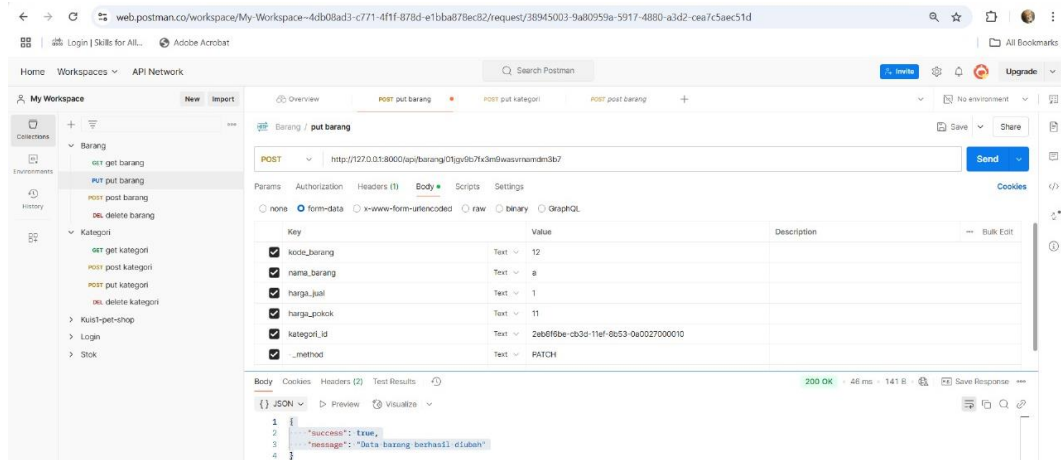 web.postman.co/workspace/My-Workspace~4db08ad3-c771-4f1f-878d-e1bba878ec82/request/38945003-9a80959a-5917-4880-a3d2-cea7c5aec51d
Login | Skills for All...
Adobe Acrobat
All Bookmarks
Home Workspaces API Network
Search Postman
Invite
Upgrade
My Workspace
New Import
Overview
POST put barang
POST put kategori
POST post barang
No environment
Collections
Environments
History
Barang
GET get barang
PUT put barang
POST post barang
DEL delete barang
Kategori
GET get kategori
POST post kategori
POST put kategori
DEL delete kategori
Kuis1-pet-shop
Login
Stok
HTTP Barang / put barang
Save Share
POST http://127.0.0.1:8000/api/barang/01jgv9b7fx3m9wasvrnamdm3b7
Send
Params Authorization Headers (1) Body Scripts Settings
Cookies
none form-data x-www-form-urlencoded raw binary GraphQL
Key Value Description Bulk Edit
kode_barang Text 12
nama_barang Text a
harga_jual Text 1
harga_pokok Text 11
kategori_id Text 2eb8f6be-cb3d-11ef-8b53-0a0027000010
_method Text PATCH
Body Cookies Headers (2) Test Results
200 OK 46 ms 141 B
Save Response
{} JSON Preview Visualize
1 {
2 "success": true,
3 "message": "Data barang berhasil diubah"
4 }